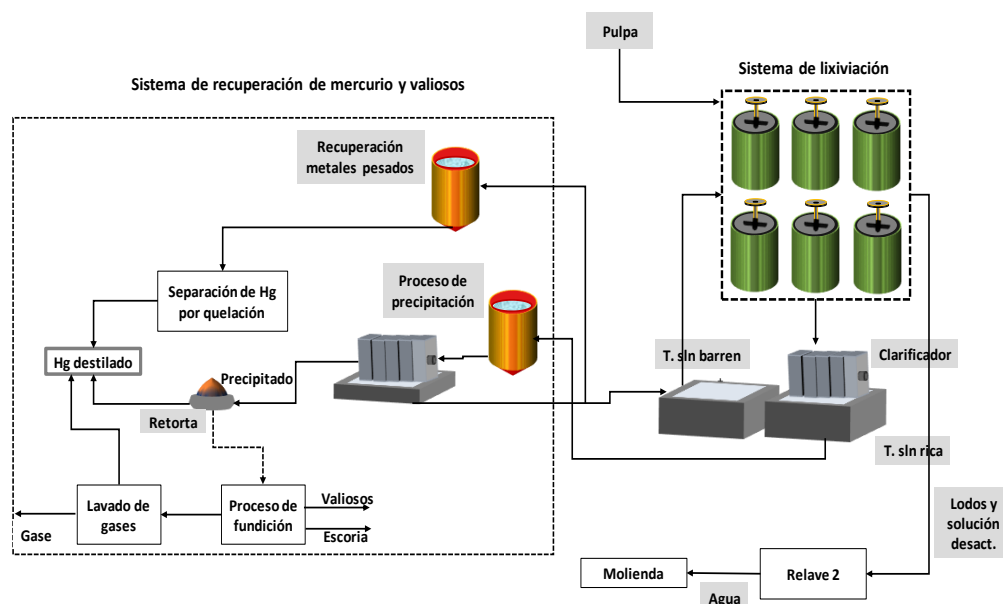 Pulpa
Sistema de recuperación de mercurio y valiosos
Sistema de lixiviación
Recuperación
metales pesados
Separación de Hg
por quelación
Proceso de
precipitación
Hg destilado
Precipitado
Retorta
T. sln barren
Clarificador
T. sln rica
Lavado de
gases
Proceso de
fundición
Valiosos
Escoria
Gase
Lodos y
solución
desact.
Molienda
Agua
Relave 2